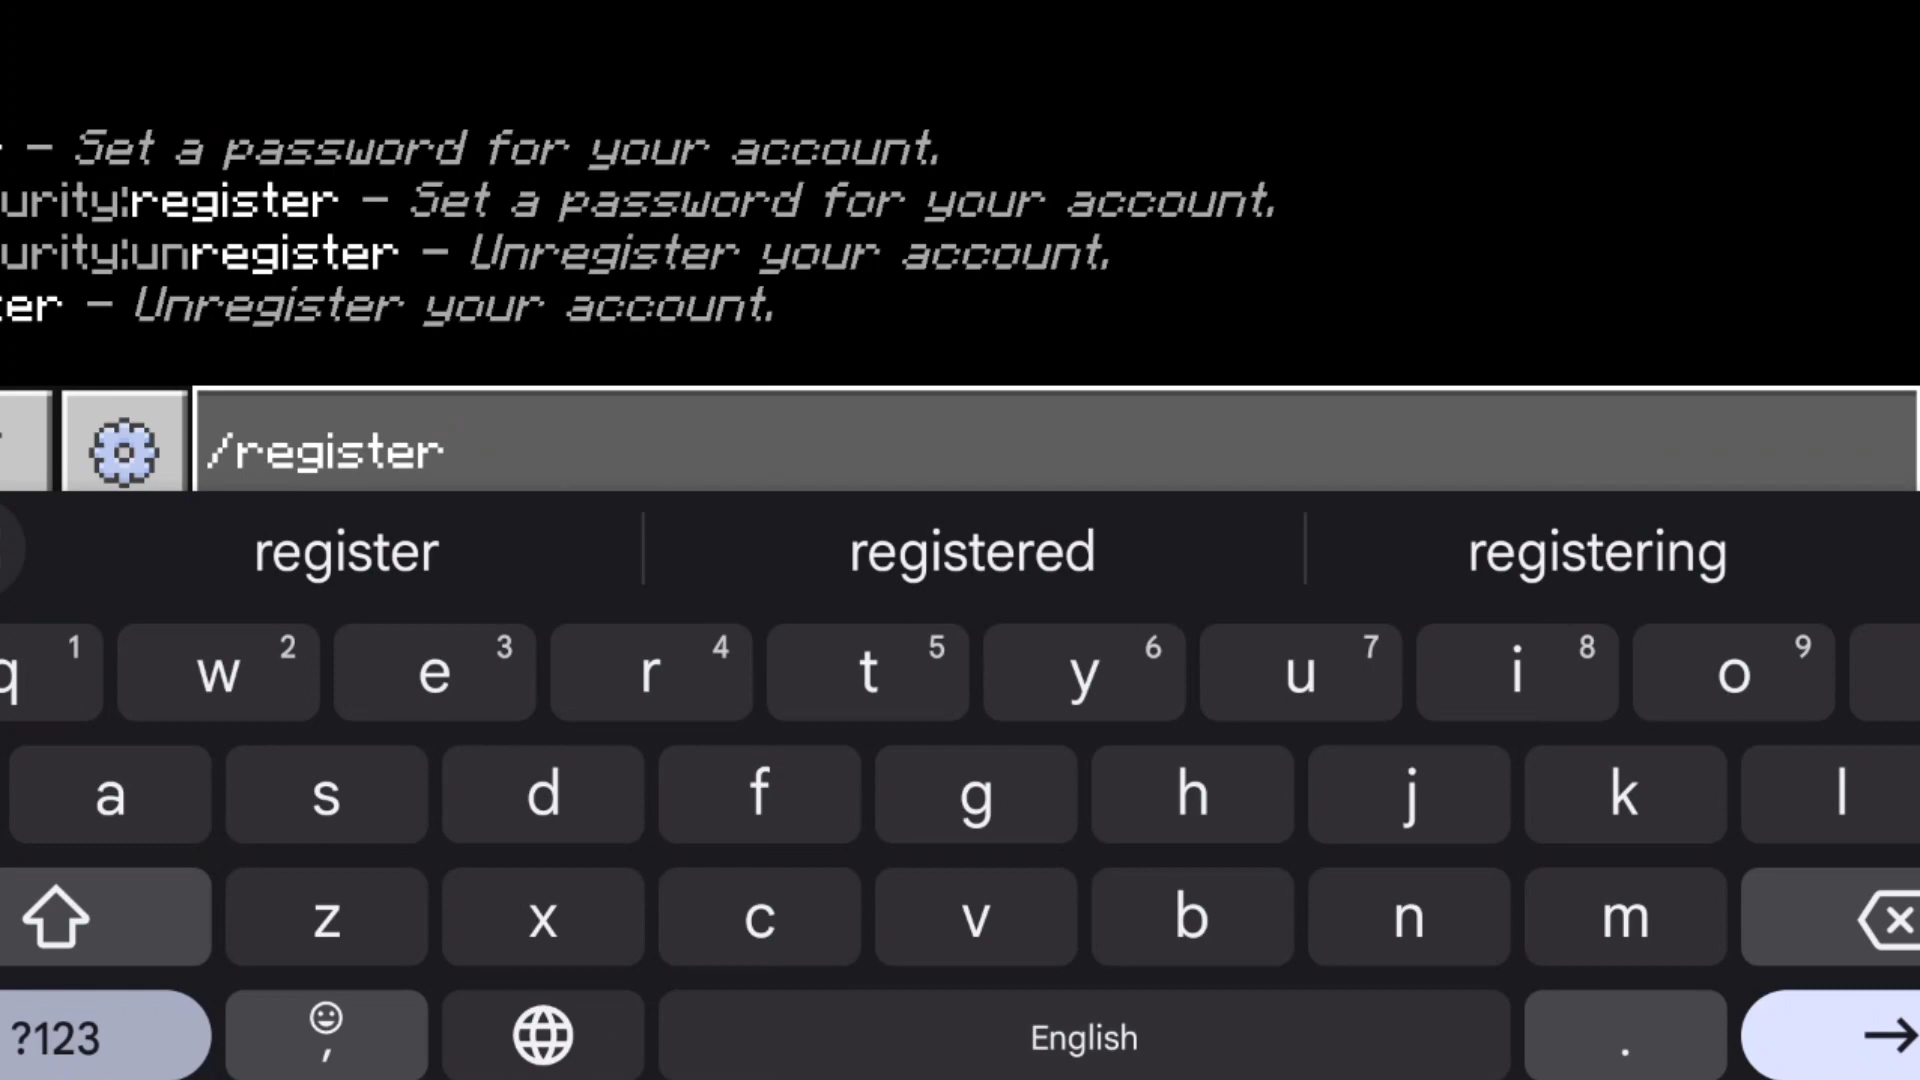 - Set a password for your account.
urity:register - Set a password for your account.
urity:unregister - Unregister your account.
ter - Unregister your account.
/register
register registered registering
q 1 w 2 e 3 r 4 t 5 y 6 u 7 i 8 o 9
a s d f g h j k l
z x c v b n m
?123 , English .